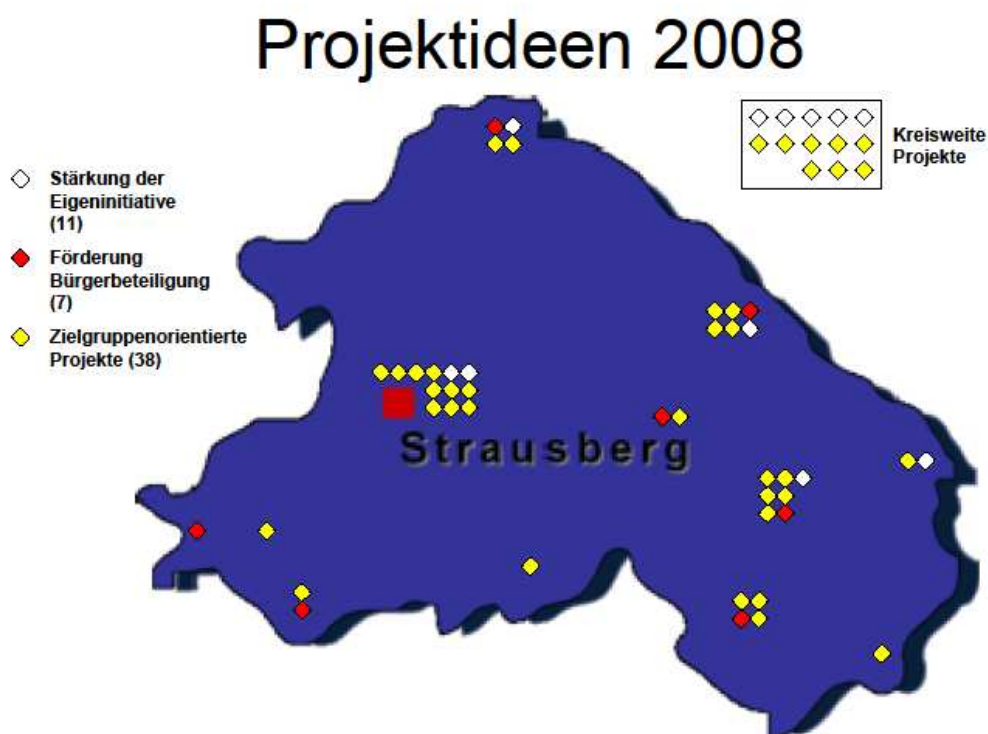 Projektideen 2008
Kreisweite
Projekte
Stärkung der
Eigeninitiative
(11)
Förderung
Bürgerbeteiligung
(7)
Zielgruppenorientierte
Projekte (38)
Strausberg